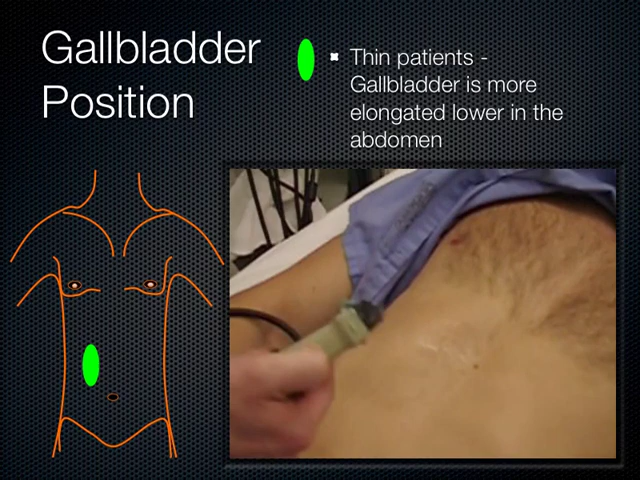 Gallbladder
Position
Thin patients -
Gallbladder is more
elongated lower in the
abdomen